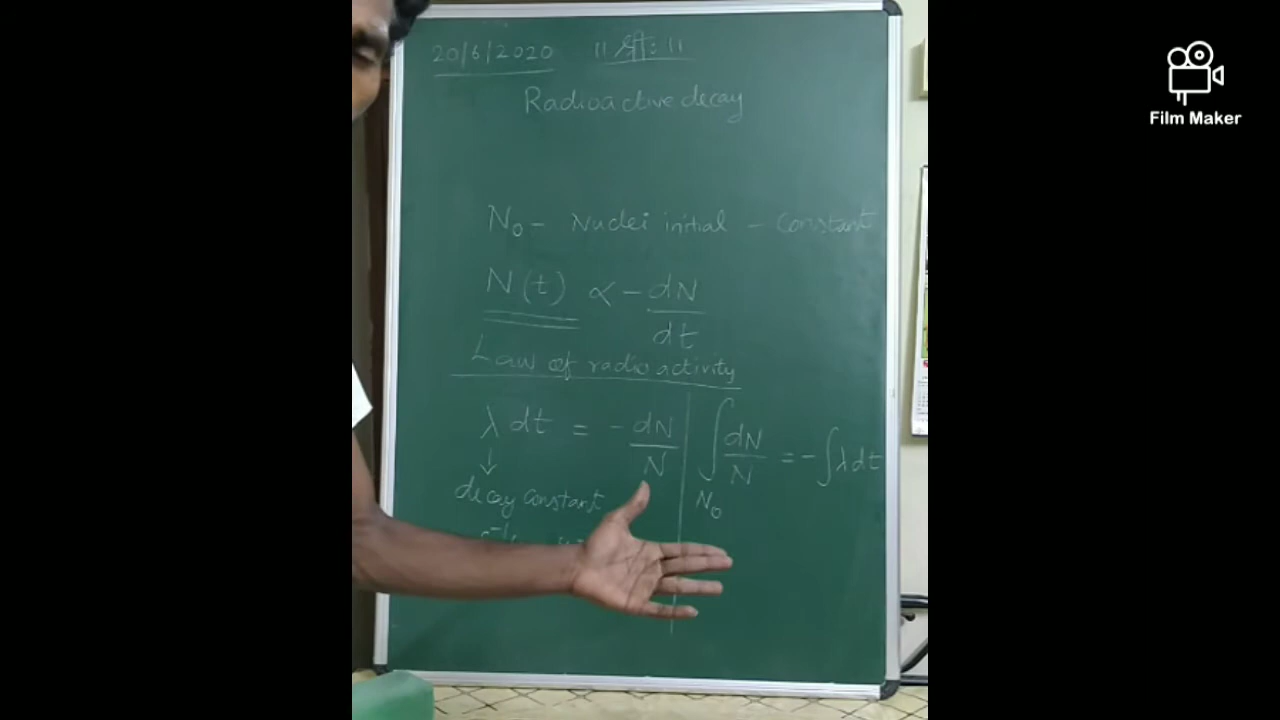 20/6/2020 ॥ श्री: ॥
Radioactive decay
N₀ - Nuclei initial - Constant
N(t) ∝ - dN/dt
Law of radioactivity
λ dt = - dN/N
↓
decay constant
∫ dN/N = - ∫ λ dt
N₀
s⁻¹
Film Maker